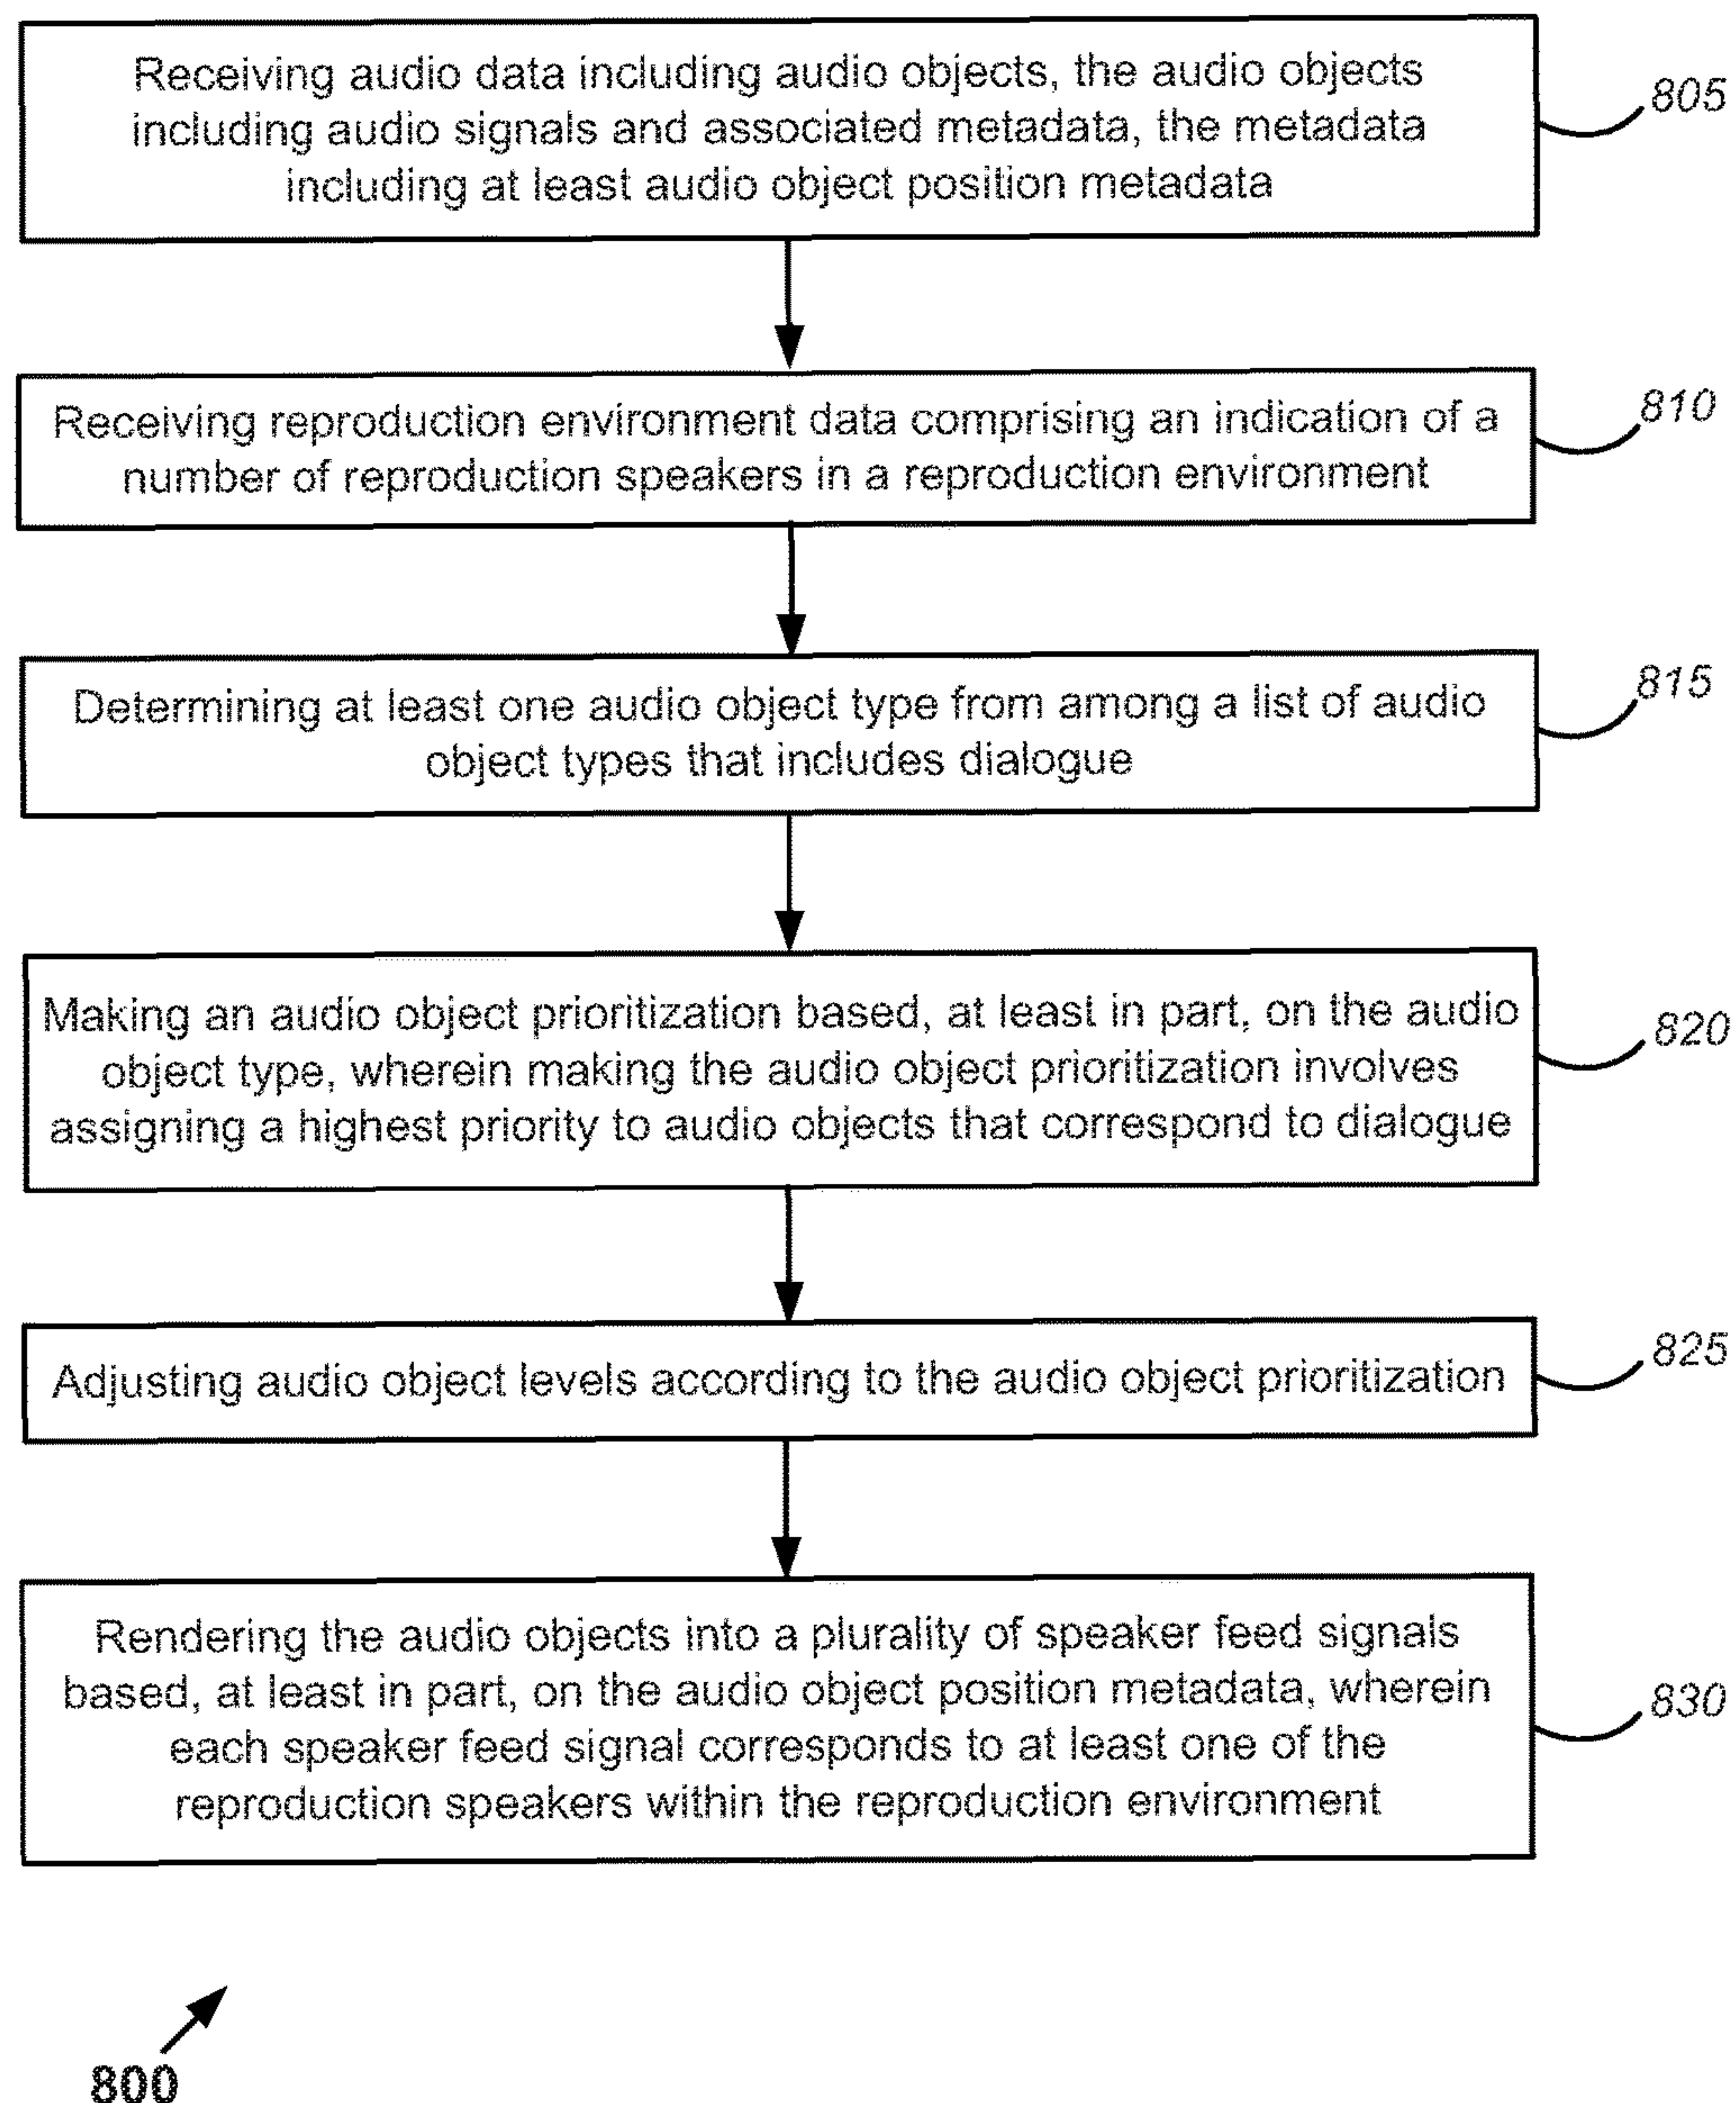 Receiving audio data including audio objects, the audio objects
including audio signals and associated metadata, the metadata
including at least audio object position metadata
805
Receiving reproduction environment data comprising an indication of a
number of reproduction speakers in a reproduction environment
810
Determining at least one audio object type from among a list of audio
object types that includes dialogue
815
Making an audio object prioritization based, at least in part, on the audio
object type, wherein making the audio object prioritization involves
assigning a highest priority to audio objects that correspond to dialogue
820
Adjusting audio object levels according to the audio object prioritization
825
Rendering the audio objects into a plurality of speaker feed signals
based, at least in part, on the audio object position metadata, wherein
each speaker feed signal corresponds to at least one of the
reproduction speakers within the reproduction environment
830
800